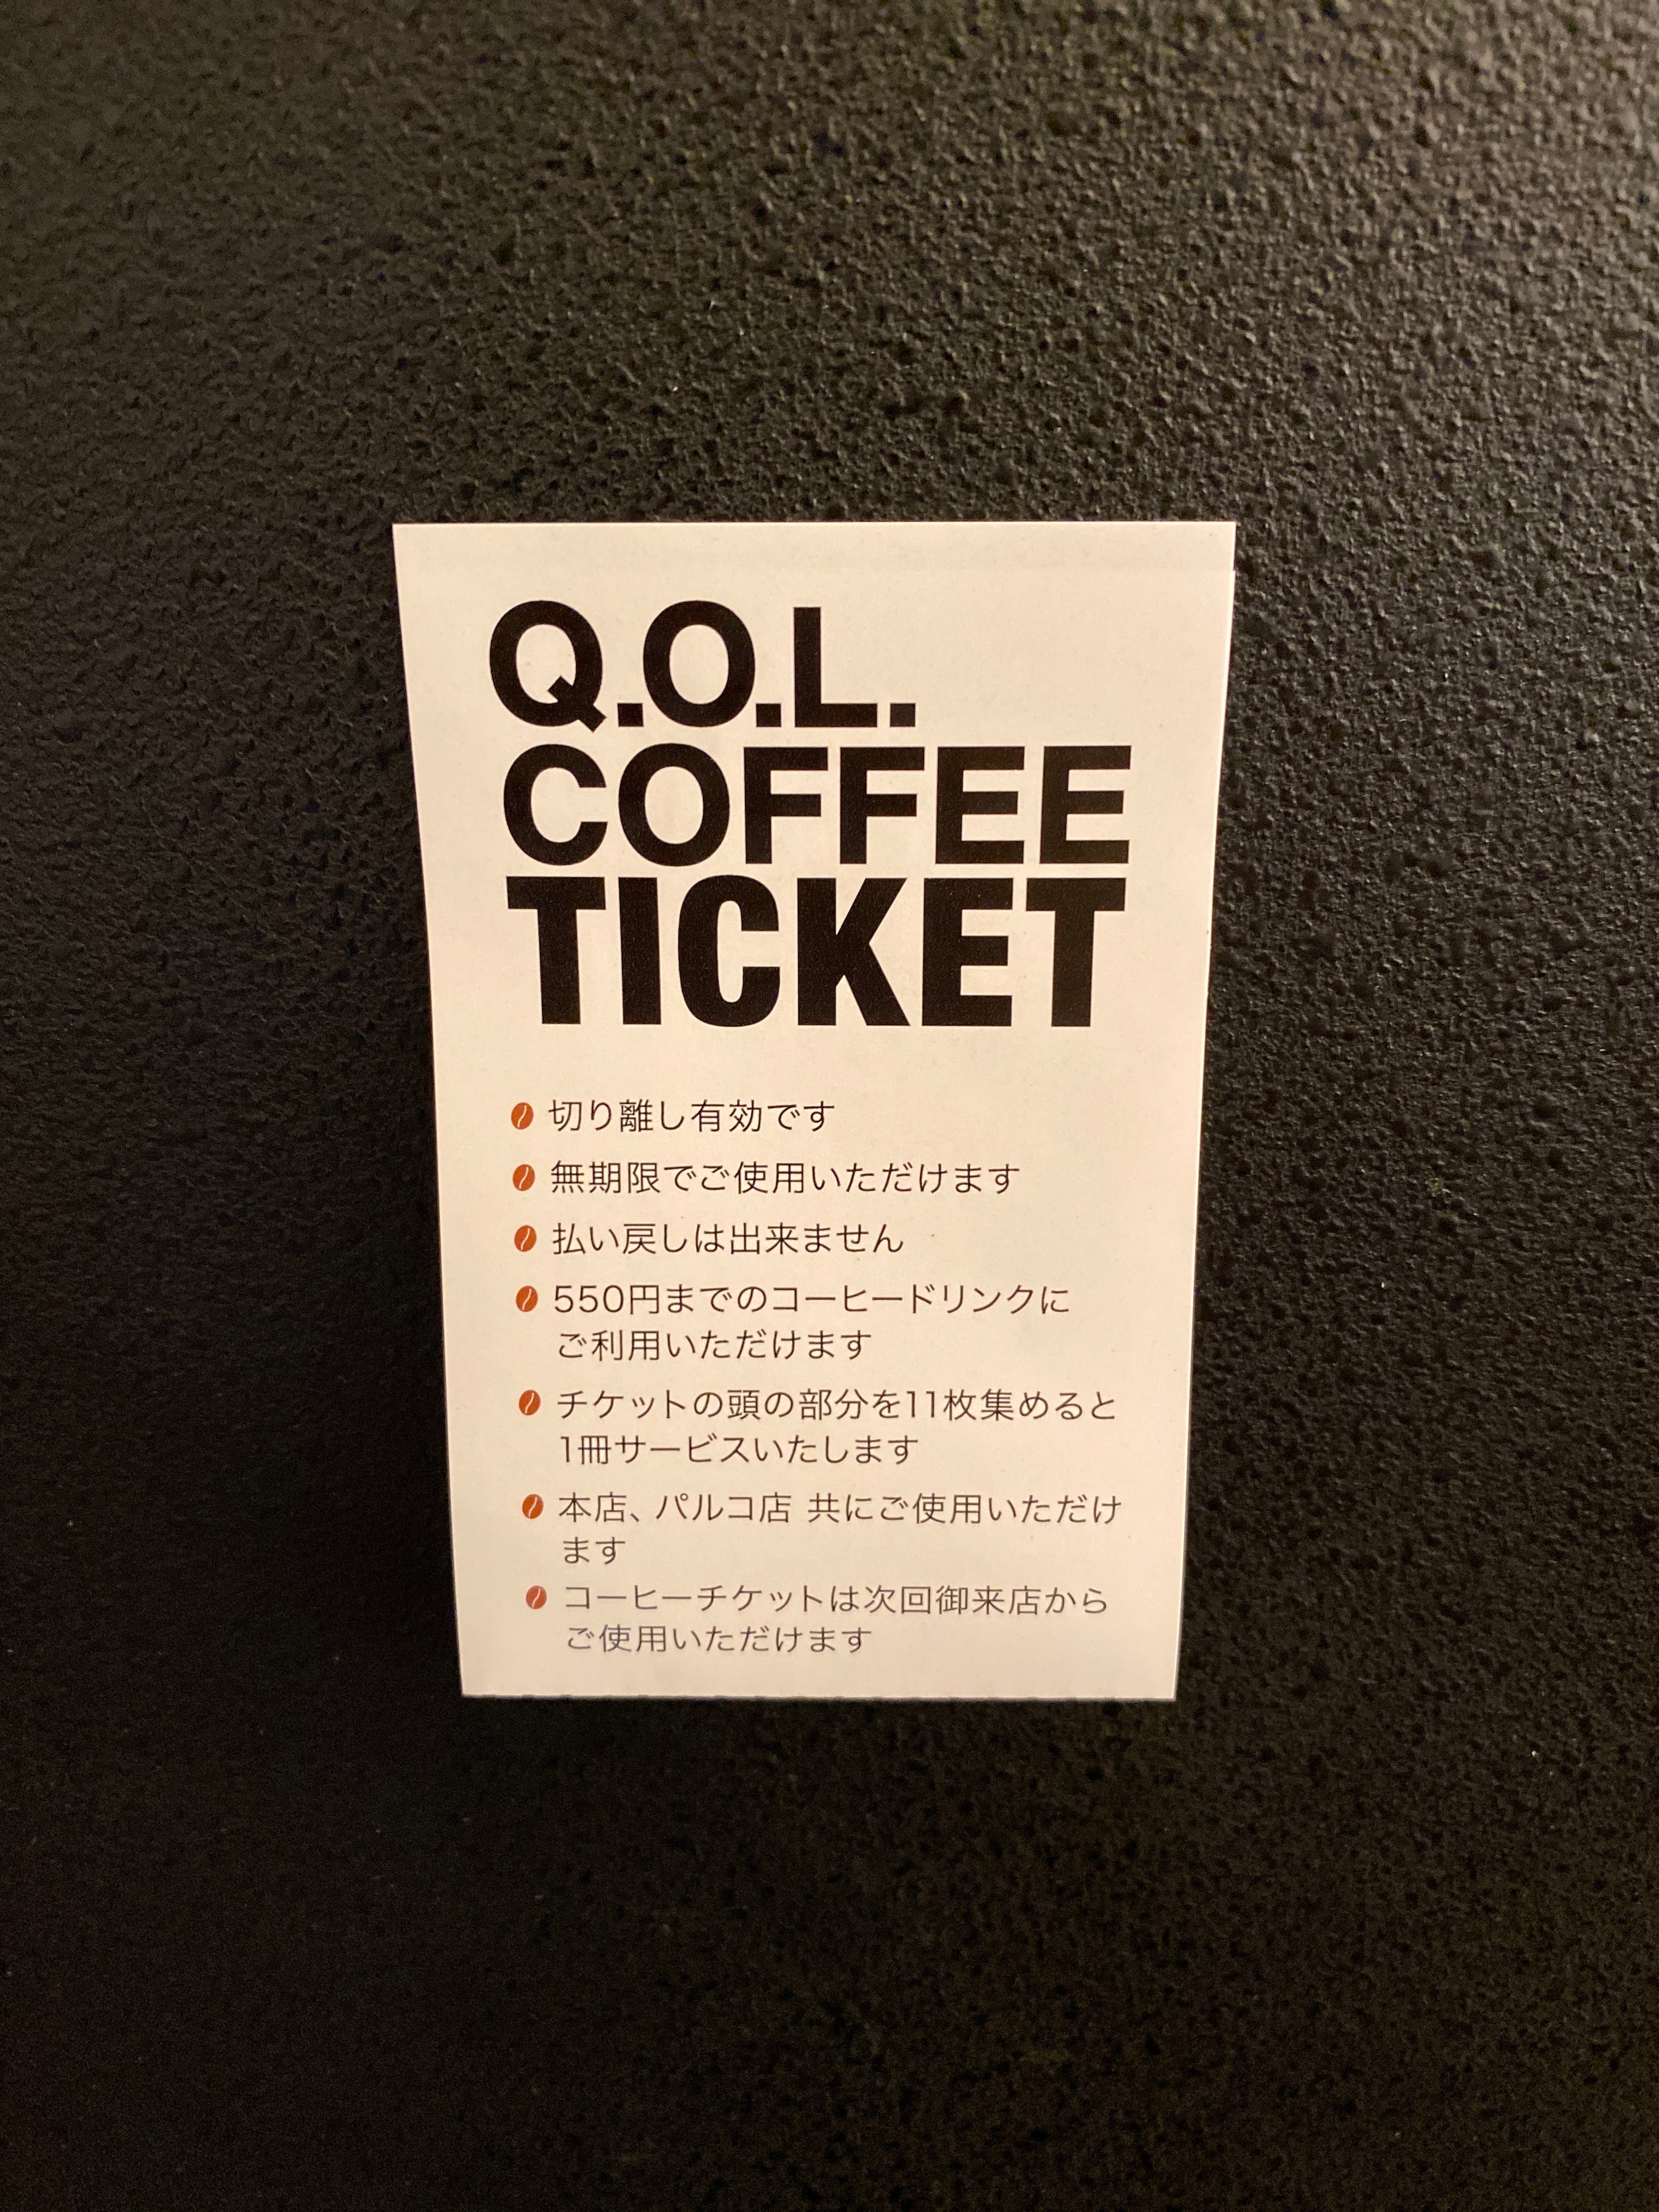 Q.O.L.
COFFEE
TICKET
切り離し有効です
無期限でご使用いただけます
払い戻しは出来ません
550円までのコーヒードリンクに
ご利用いただけます
チケットの頭の部分を11枚集めると
1冊サービスいたします
本店、パルコ店 共にご使用いただけ
ます
コーヒーチケットは次回御来店から
ご使用いただけます